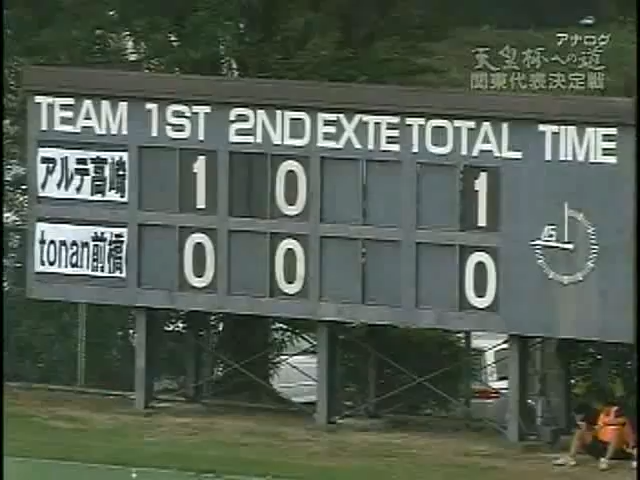 アナログ
天皇杯への道
関東代表決定戦
TEAM 1ST 2ND EXTE TOTAL TIME
アルテ高崎 1 0 1
tonan前橋 0 0 0
45